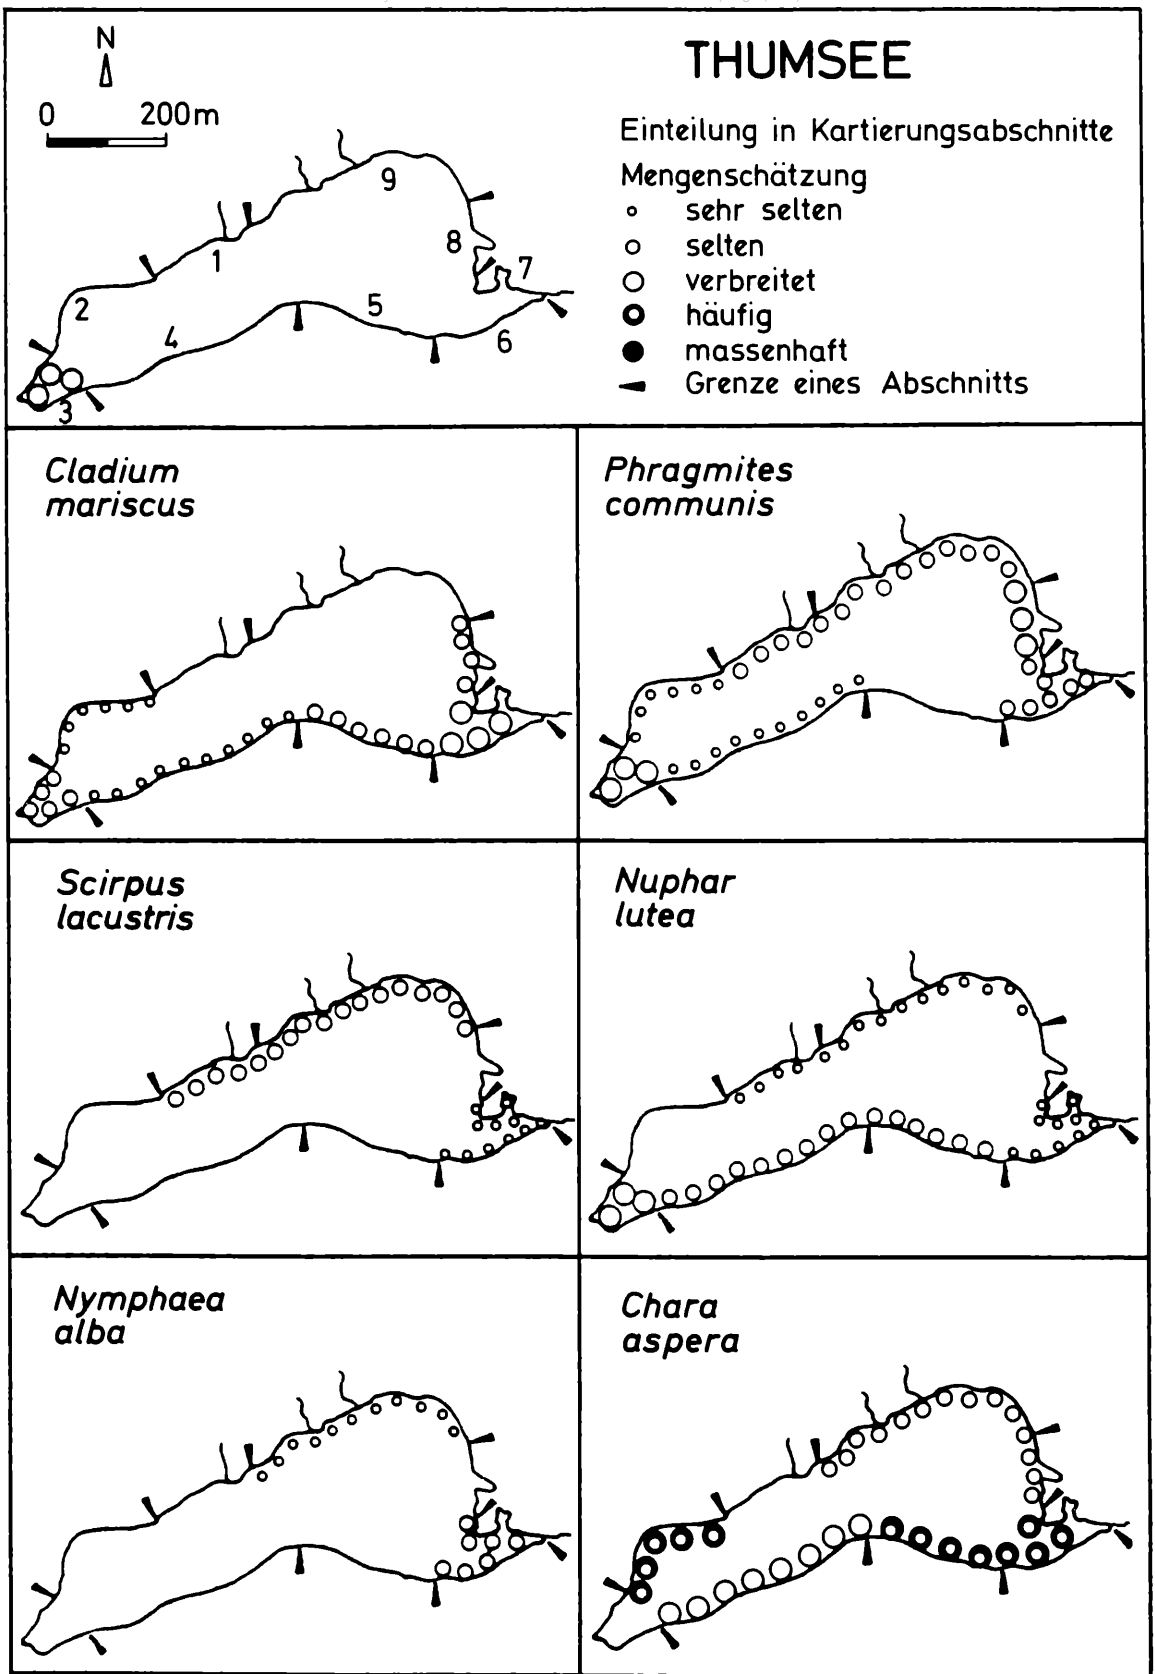 THUMSEE
N
0 200m
Einteilung in Kartierungsabschnitte
Mengenschätzung
sehr selten
selten
verbreitet
häufig
massenhaft
Grenze eines Abschnitts
1
2
3
4
5
6
7
8
9
Cladium
mariscus
Phragmites
communis
Scirpus
lacustris
Nuphar
lutea
Nymphaea
alba
Chara
aspera